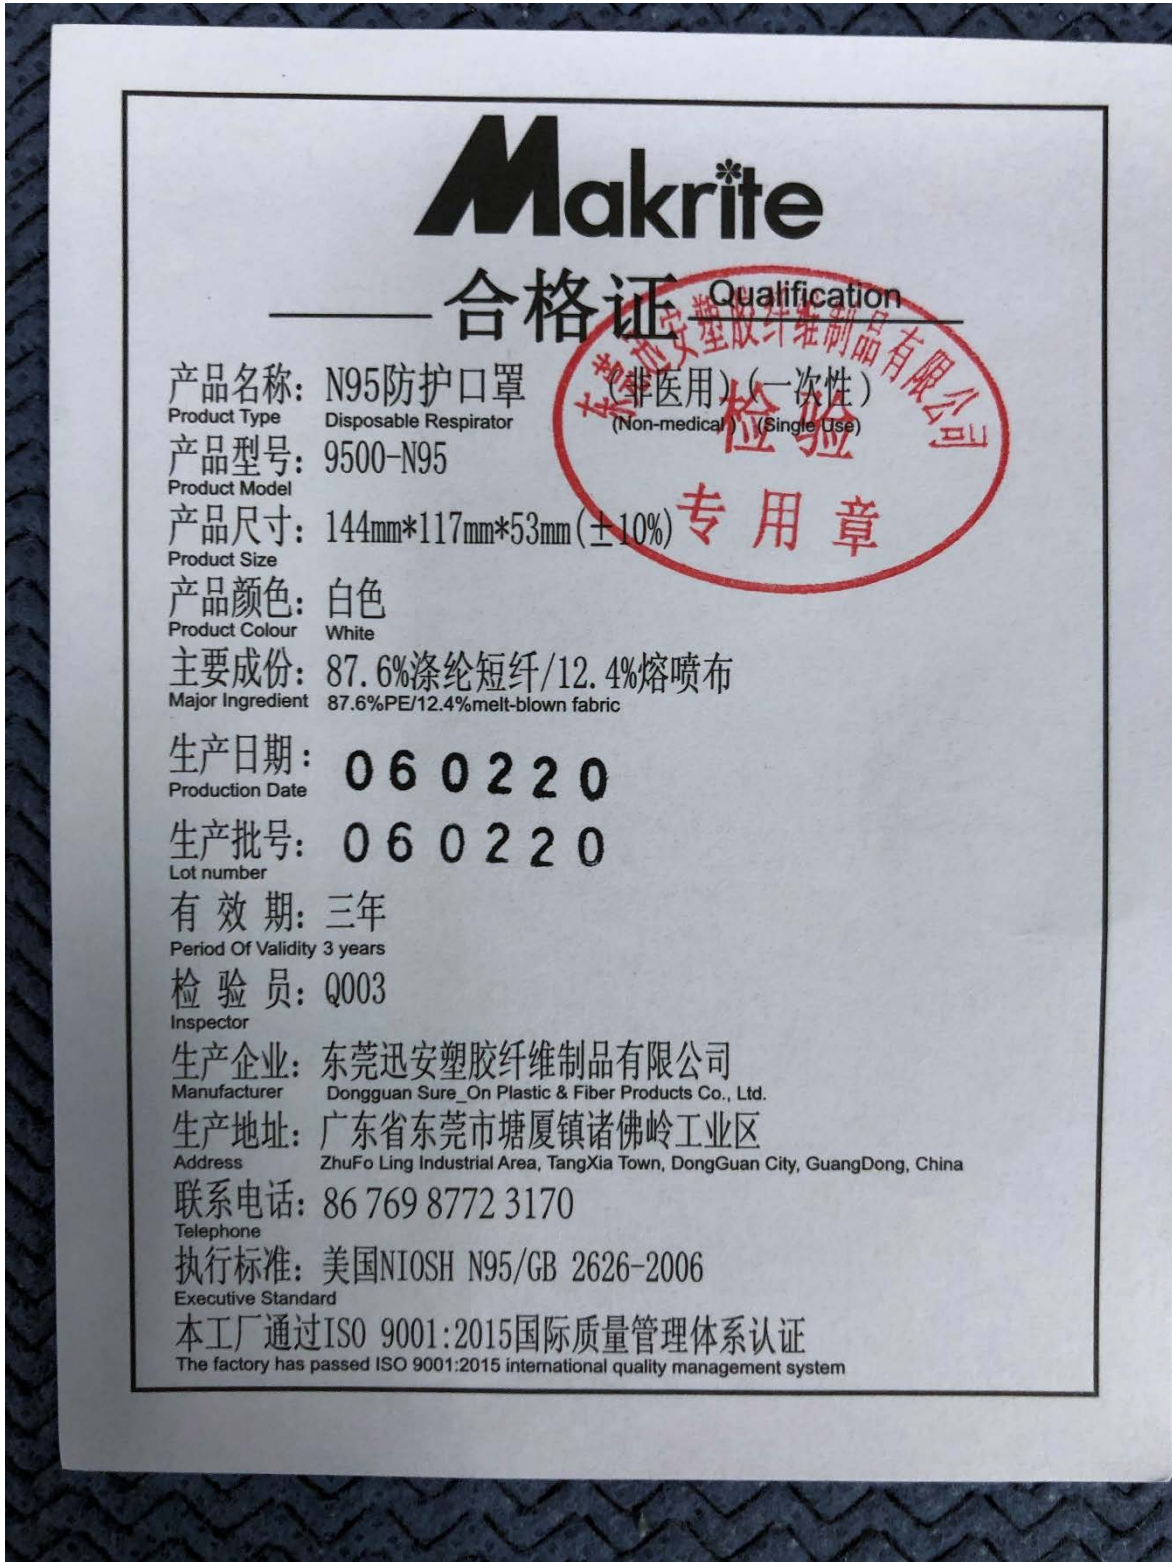 Makrite
合格证 Qualification
东莞迅安塑胶纤维制品有限公司
检验
专用章
产品名称: N95防护口罩 (非医用) (一次性)
Product Type Disposable Respirator (Non-medical) (Single Use)
产品型号: 9500-N95
Product Model
产品尺寸: 144mm*117mm*53mm(±10%)
Product Size
产品颜色: 白色
Product Colour White
主要成份: 87.6%涤纶短纤/12.4%熔喷布
Major Ingredient 87.6%PE/12.4%melt-blown fabric
生产日期: 060220
Production Date
生产批号: 060220
Lot number
有效期: 三年
Period Of Validity 3 years
检验员: Q003
Inspector
生产企业: 东莞迅安塑胶纤维制品有限公司
Manufacturer Dongguan Sure_On Plastic & Fiber Products Co., Ltd.
生产地址: 广东省东莞市塘厦镇诸佛岭工业区
Address ZhuFo Ling Industrial Area, TangXia Town, DongGuan City, GuangDong, China
联系电话: 86 769 8772 3170
Telephone
执行标准: 美国NIOSH N95/GB 2626-2006
Executive Standard
本工厂通过ISO 9001:2015国际质量管理体系认证
The factory has passed ISO 9001:2015 international quality management system